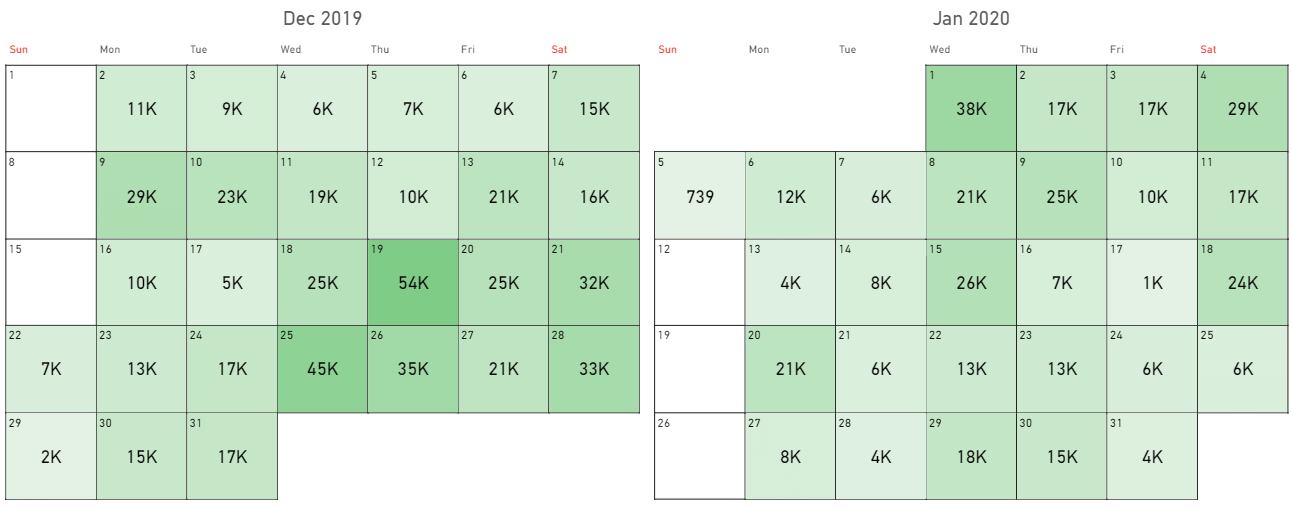 Dec 2019
Sun Mon Tue Wed Thu Fri Sat
1 2 3 4 5 6 7
11K 9K 6K 7K 6K 15K
8 9 10 11 12 13 14
29K 23K 19K 10K 21K 16K
15 16 17 18 19 20 21
10K 5K 25K 54K 25K 32K
22 23 24 25 26 27 28
7K 13K 17K 45K 35K 21K 33K
29 30 31
2K 15K 17K
Jan 2020
Sun Mon Tue Wed Thu Fri Sat
1 2 3 4
38K 17K 17K 29K
5 6 7 8 9 10 11
739 12K 6K 21K 25K 10K 17K
12 13 14 15 16 17 18
4K 8K 26K 7K 1K 24K
19 20 21 22 23 24 25
21K 6K 13K 13K 6K 6K
26 27 28 29 30 31
8K 4K 18K 15K 4K